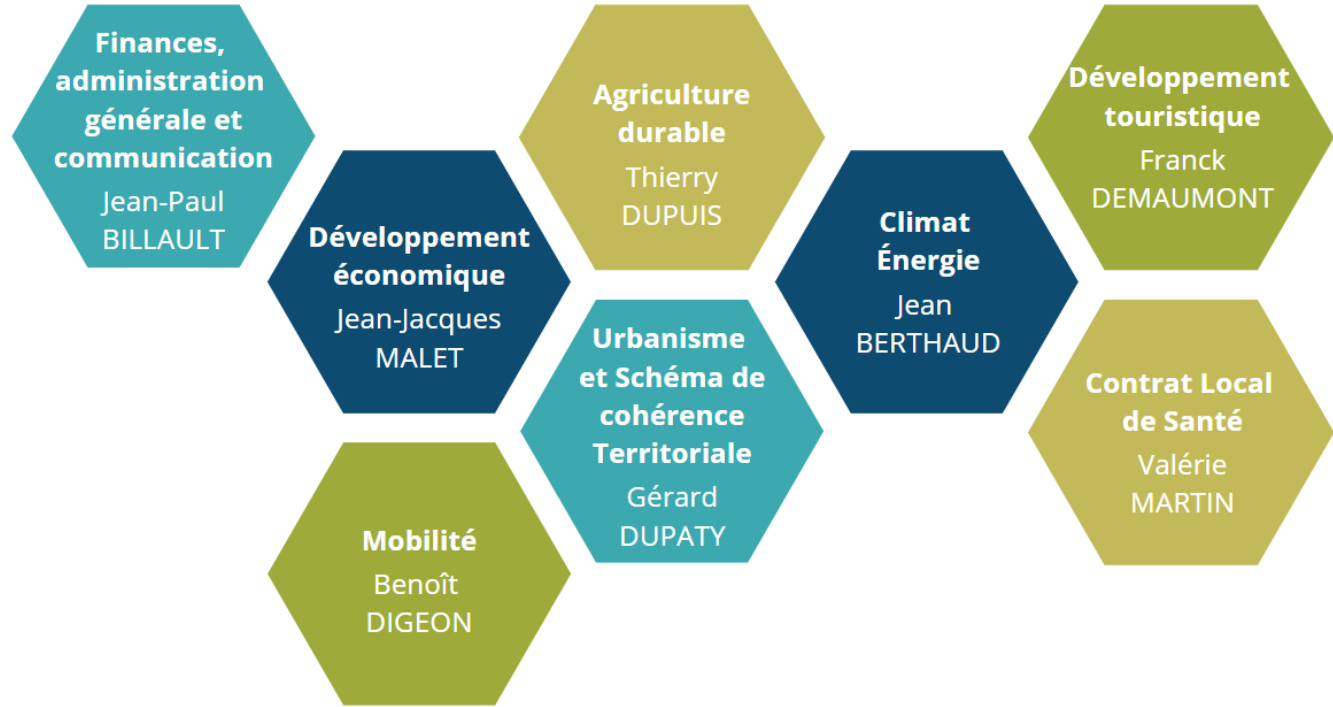 Finances,
administration
générale et
communication
Jean-Paul
BILLAULT
Développement
économique
Jean-Jacques
MALET
Mobilité
Benoît
DIGEON
Agriculture
durable
Thierry
DUPUIS
Urbanisme
et Schéma de
cohérence
Territoriale
Gérard
DUPATY
Climat
Énergie
Jean
BERTHAUD
Développement
touristique
Franck
DEMAUMONT
Contrat Local
de Santé
Valérie
MARTIN